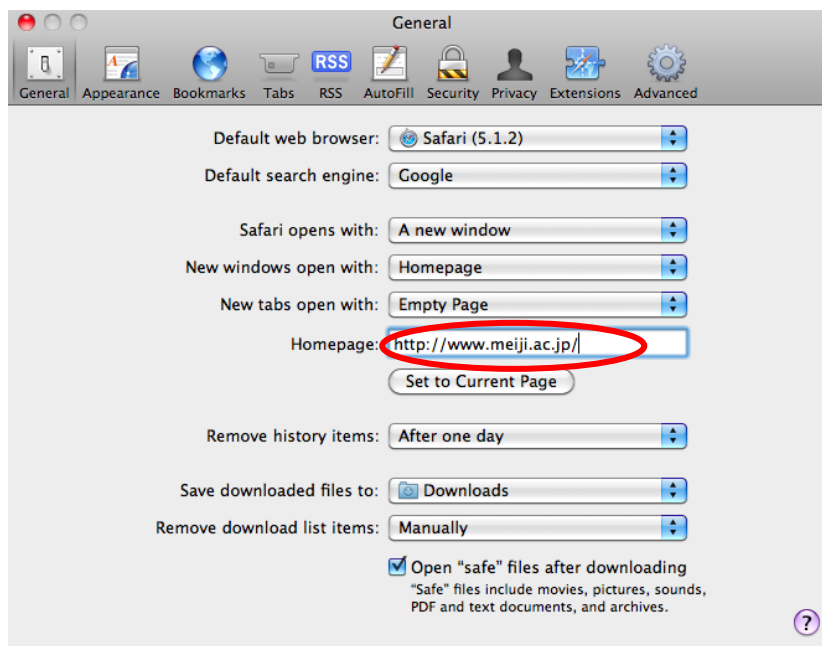 General
General Appearance Bookmarks Tabs RSS AutoFill Security Privacy Extensions Advanced
RSS
Default web browser: Safari (5.1.2)
Default search engine: Google
Safari opens with: A new window
New windows open with: Homepage
New tabs open with: Empty Page
Homepage: http://www.meiji.ac.jp/
Set to Current Page
Remove history items: After one day
Save downloaded files to: Downloads
Remove download list items: Manually
Open “safe” files after downloading
“Safe” files include movies, pictures, sounds,
PDF and text documents, and archives.
?